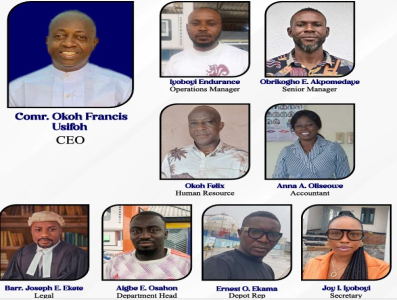 Comr. Okoh Francis
Usifoh
CEO
Iyoboyi Endurance
Operations Manager
Obrikogho E. Akpomedaye
Senior Manager
Okoh Felix
Human Resource
Anna A. Oliseowe
Accountant
Barr. Joseph E. Ekete
Legal
Aigbe E. Osahon
Department Head
Ernest O. Ekama
Depot Rep
Joy I. Iyoboyi
Secretary